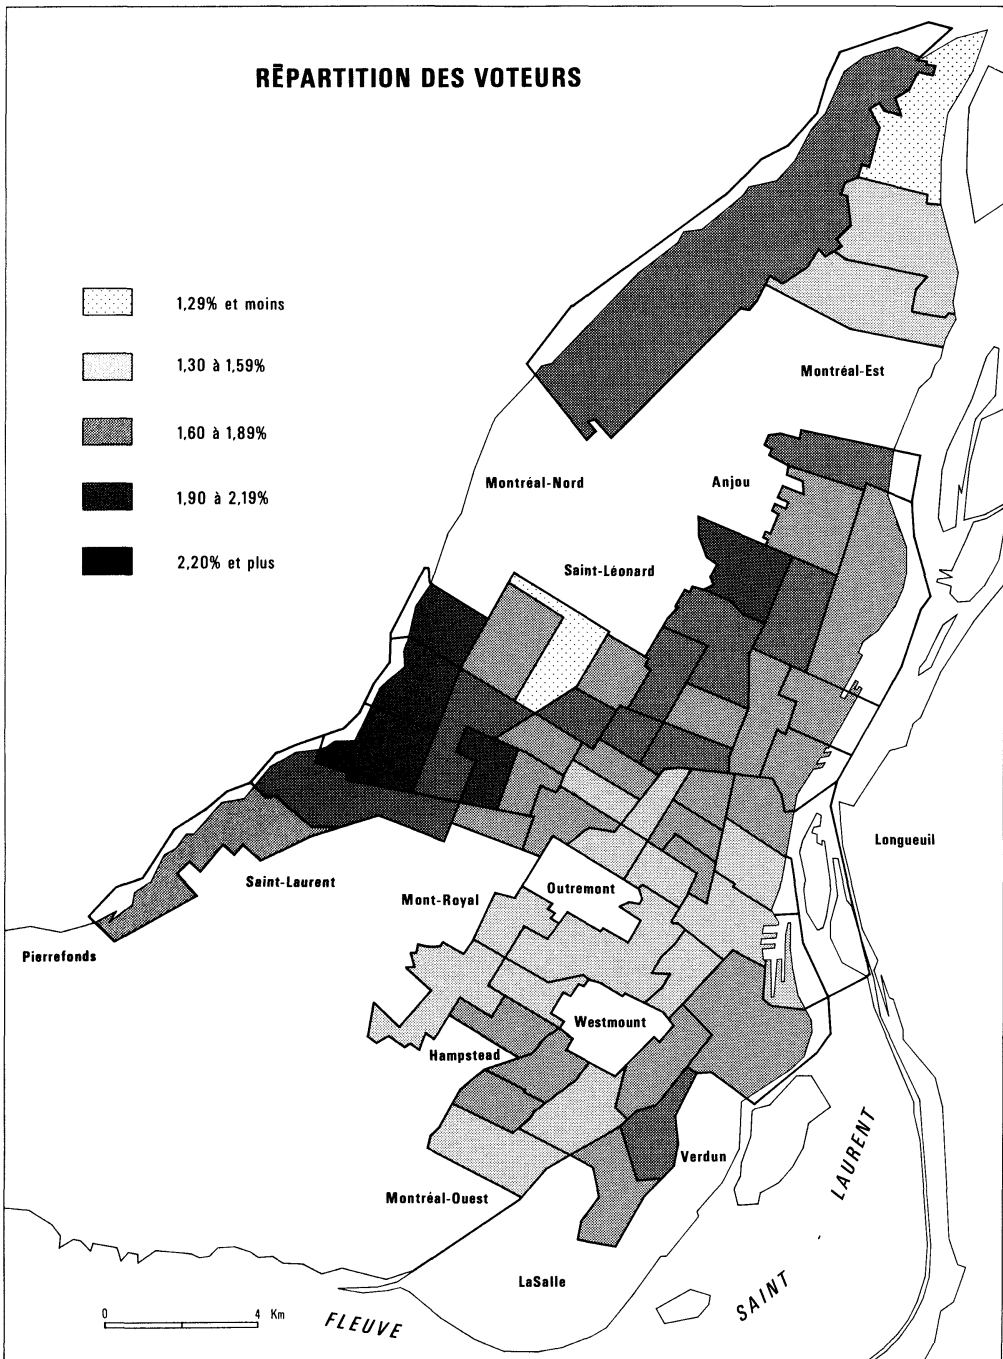 RĒPARTITION DES VOTEURS
1,29% et moins
1,30 à 1,59%
1,60 à 1,89%
1,90 à 2,19%
2,20% et plus
Montréal-Est
Montréal-Nord
Anjou
Saint-Léonard
Longueuil
Saint-Laurent
Mont-Royal
Outremont
Pierrefonds
Westmount
Hampstead
Verdun
Montréal-Ouest
LaSalle
0 4 Km
FLEUVE SAINT LAURENT